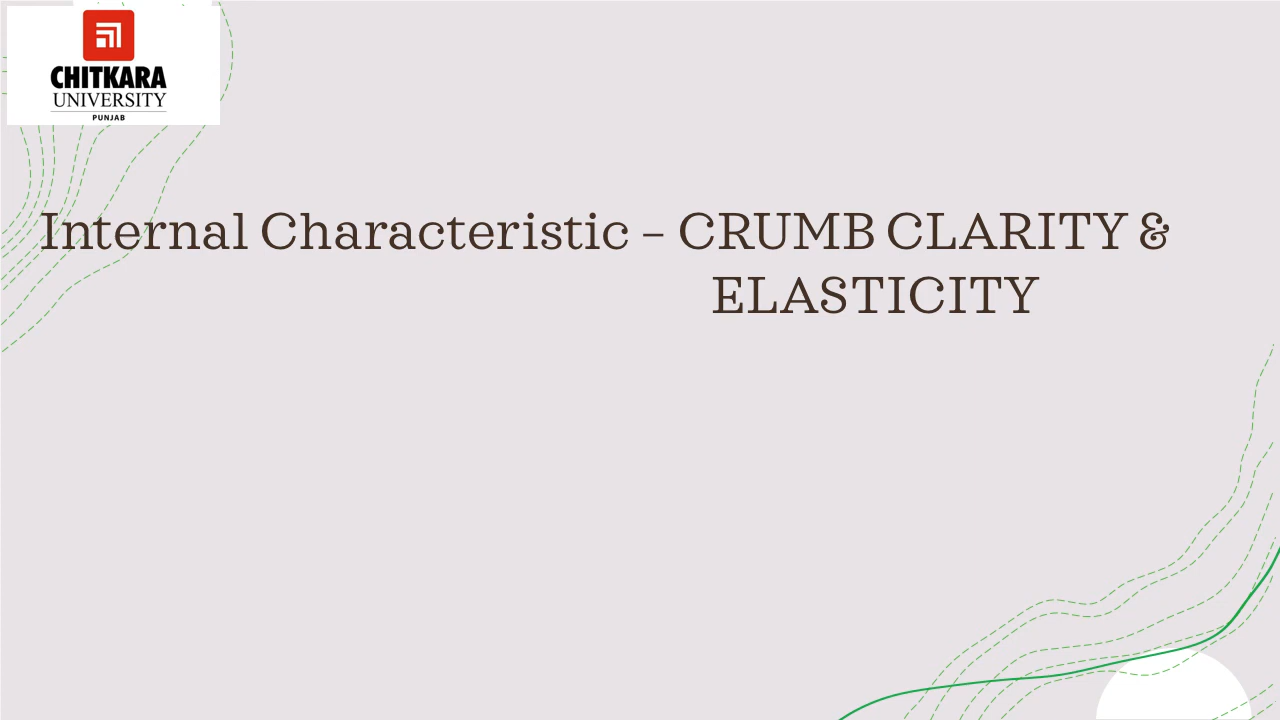 CHITKARA
UNIVERSITY
PUNJAB
Internal Characteristic – CRUMB CLARITY &
ELASTICITY